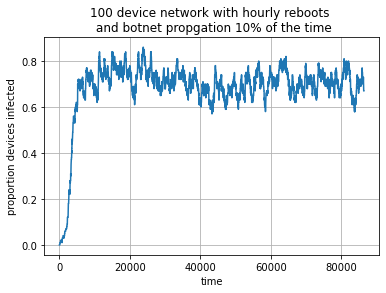 100 device network with hourly reboots
and botnet propgation 10% of the time
proportion devices infected
0.8
0.6
0.4
0.2
0.0
0
20000
40000
60000
80000
time